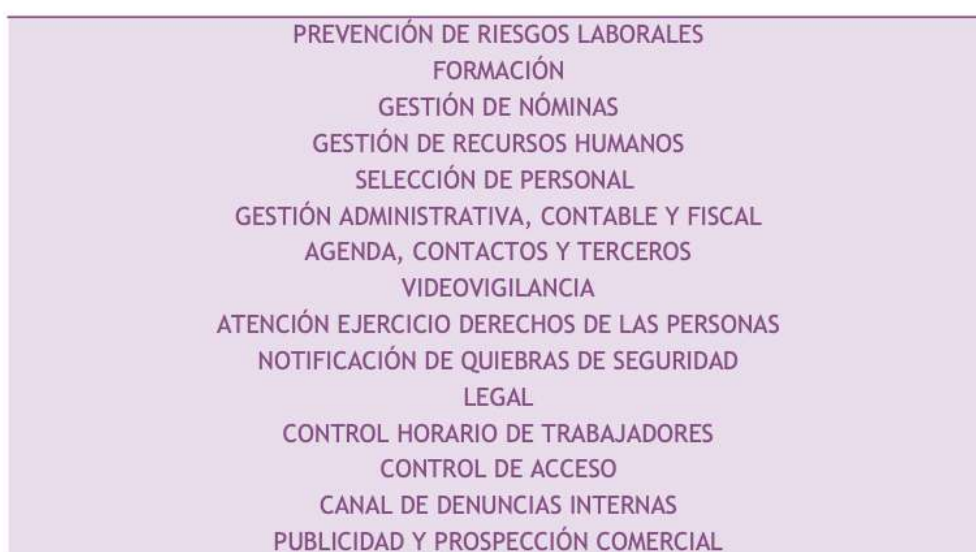 PREVENCIÓN DE RIESGOS LABORALES
FORMACIÓN
GESTIÓN DE NÓMINAS
GESTIÓN DE RECURSOS HUMANOS
SELECCIÓN DE PERSONAL
GESTIÓN ADMINISTRATIVA, CONTABLE Y FISCAL
AGENDA, CONTACTOS Y TERCEROS
VIDEOVIGILANCIA
ATENCIÓN EJERCICIO DERECHOS DE LAS PERSONAS
NOTIFICACIÓN DE QUIEBRAS DE SEGURIDAD
LEGAL
CONTROL HORARIO DE TRABAJADORES
CONTROL DE ACCESO
CANAL DE DENUNCIAS INTERNAS
PUBLICIDAD Y PROSPECCIÓN COMERCIAL